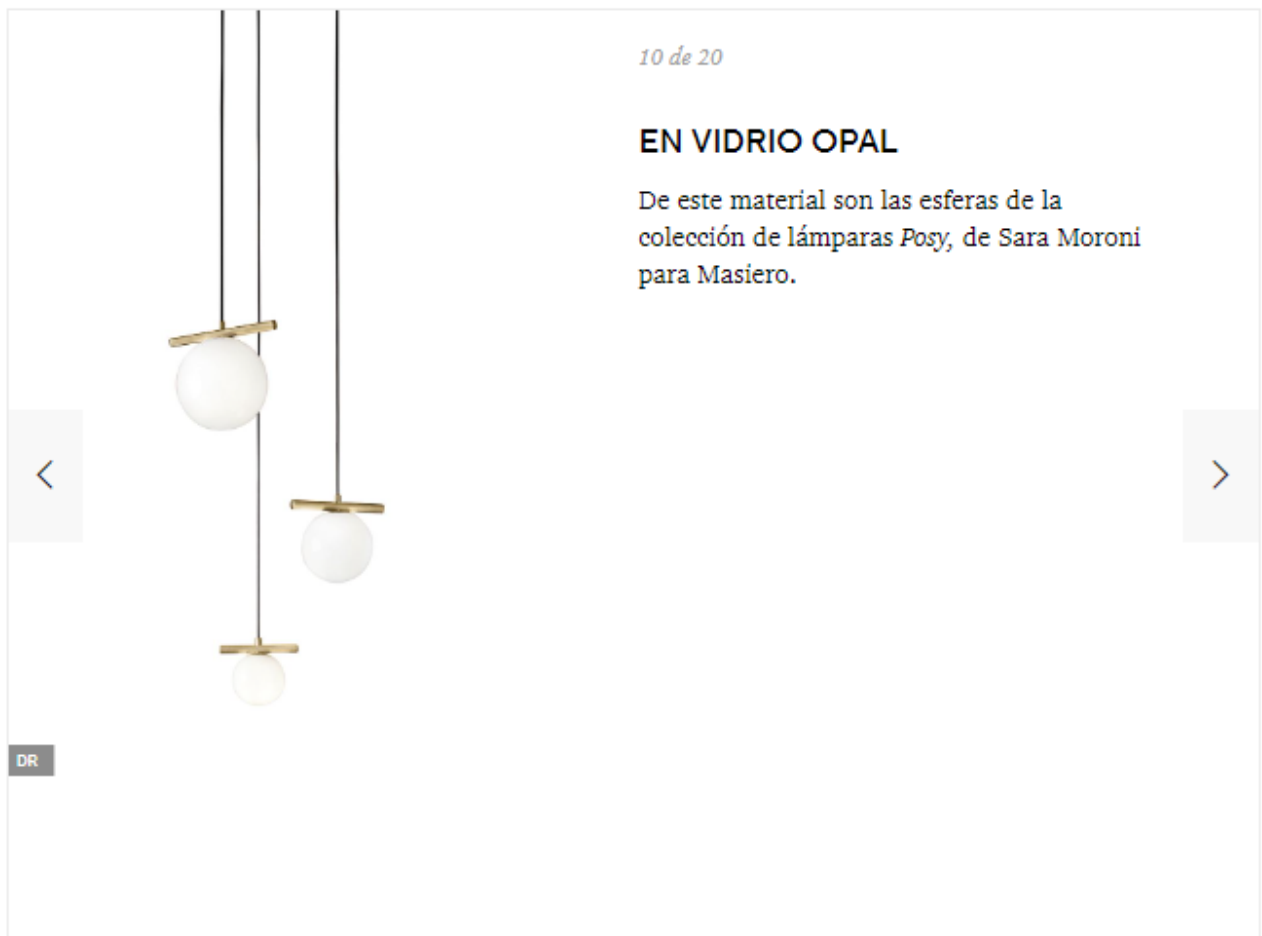 10 de 20
EN VIDRIO OPAL
De este material son las esferas de la
colección de lámparas Posy, de Sara Moroni
para Masiero.
DR